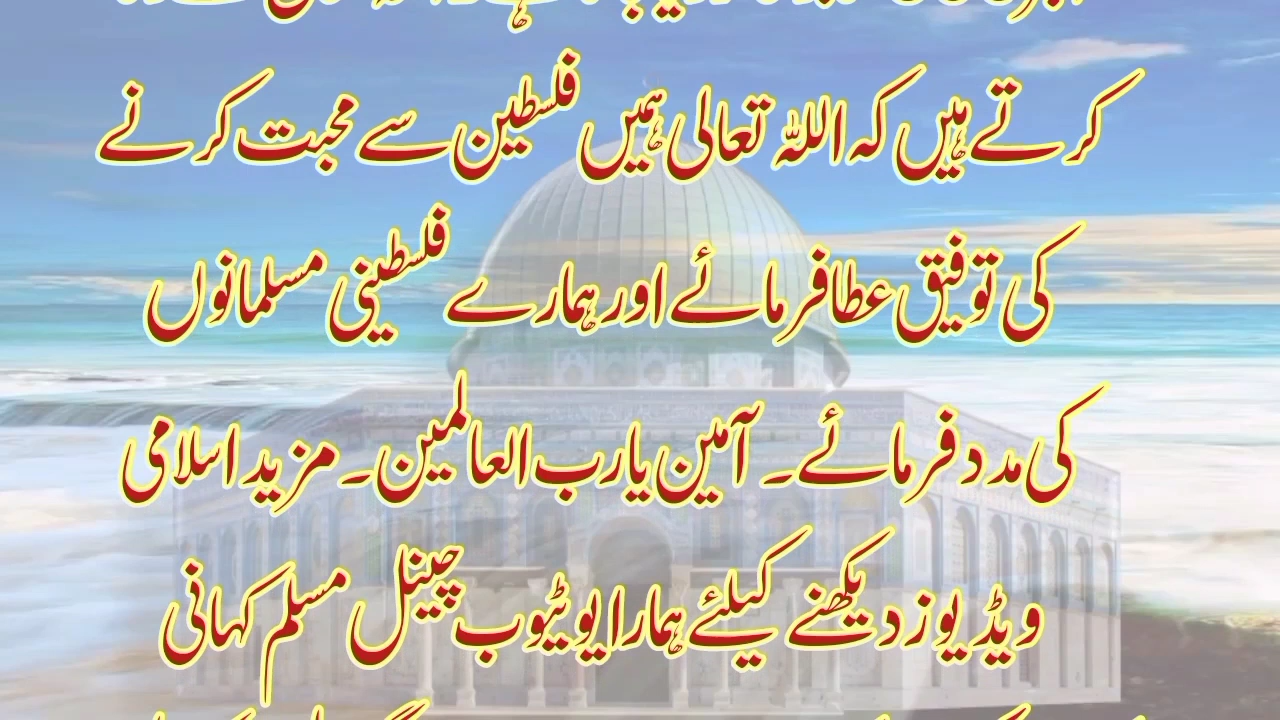 کرتے ہیں کہ اللہ تعالی ہمیں فلسطین سے محبت کرنے
کی توفیق عطا فرمائے اور ہمارے فلسطینی مسلمانوں
کی مدد فرمائے۔ آمین یارب العالمین۔ مزید اسلامی
ویڈیوز دیکھنے کیلئے ہمارا یوٹیوب چینل مسلم کہانی